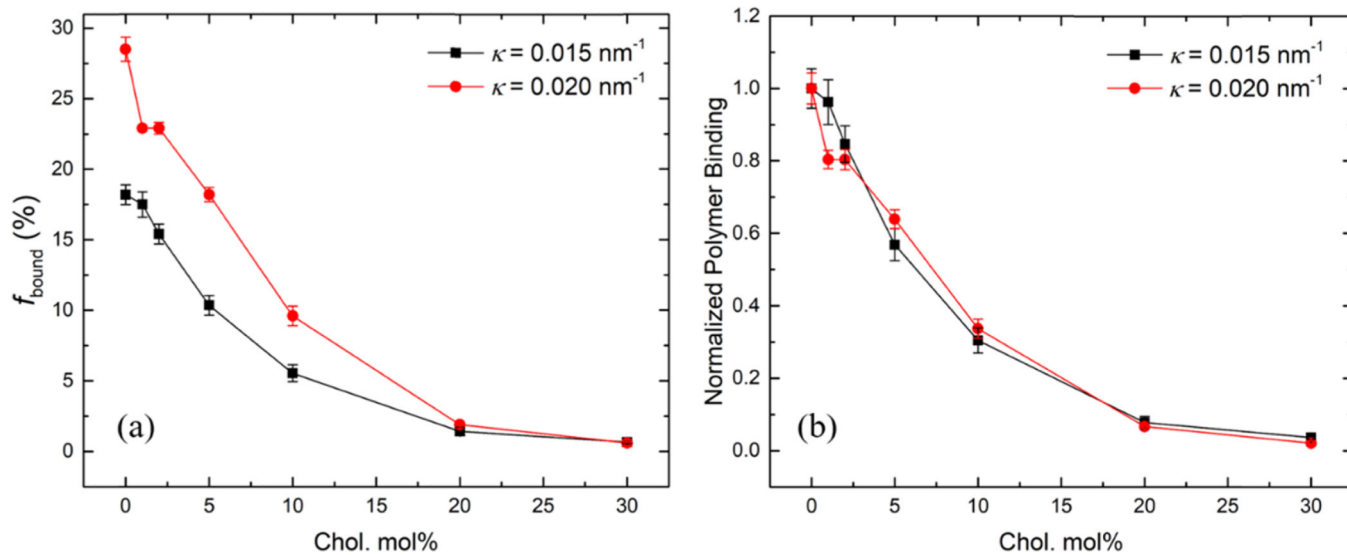 30
25
20
15
10
5
0
f bound (%)
κ = 0.015 nm⁻¹
κ = 0.020 nm⁻¹
(a)
0 5 10 15 20 25 30
Chol. mol%
1.2
1.0
0.8
0.6
0.4
0.2
0.0
Normalized Polymer Binding
κ = 0.015 nm⁻¹
κ = 0.020 nm⁻¹
(b)
0 5 10 15 20 25 30
Chol. mol%